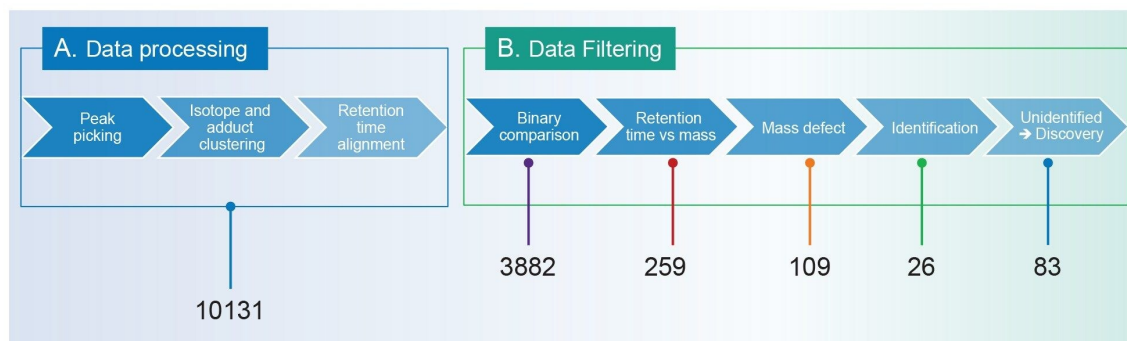 A. Data processing
Peak
picking
Isotope and
adduct
clustering
Retention
time
alignment
10131
B. Data Filtering
Binary
comparison
Retention
time vs mass
Mass defect
Identification
Unidentified
➔ Discovery
3882
259
109
26
83